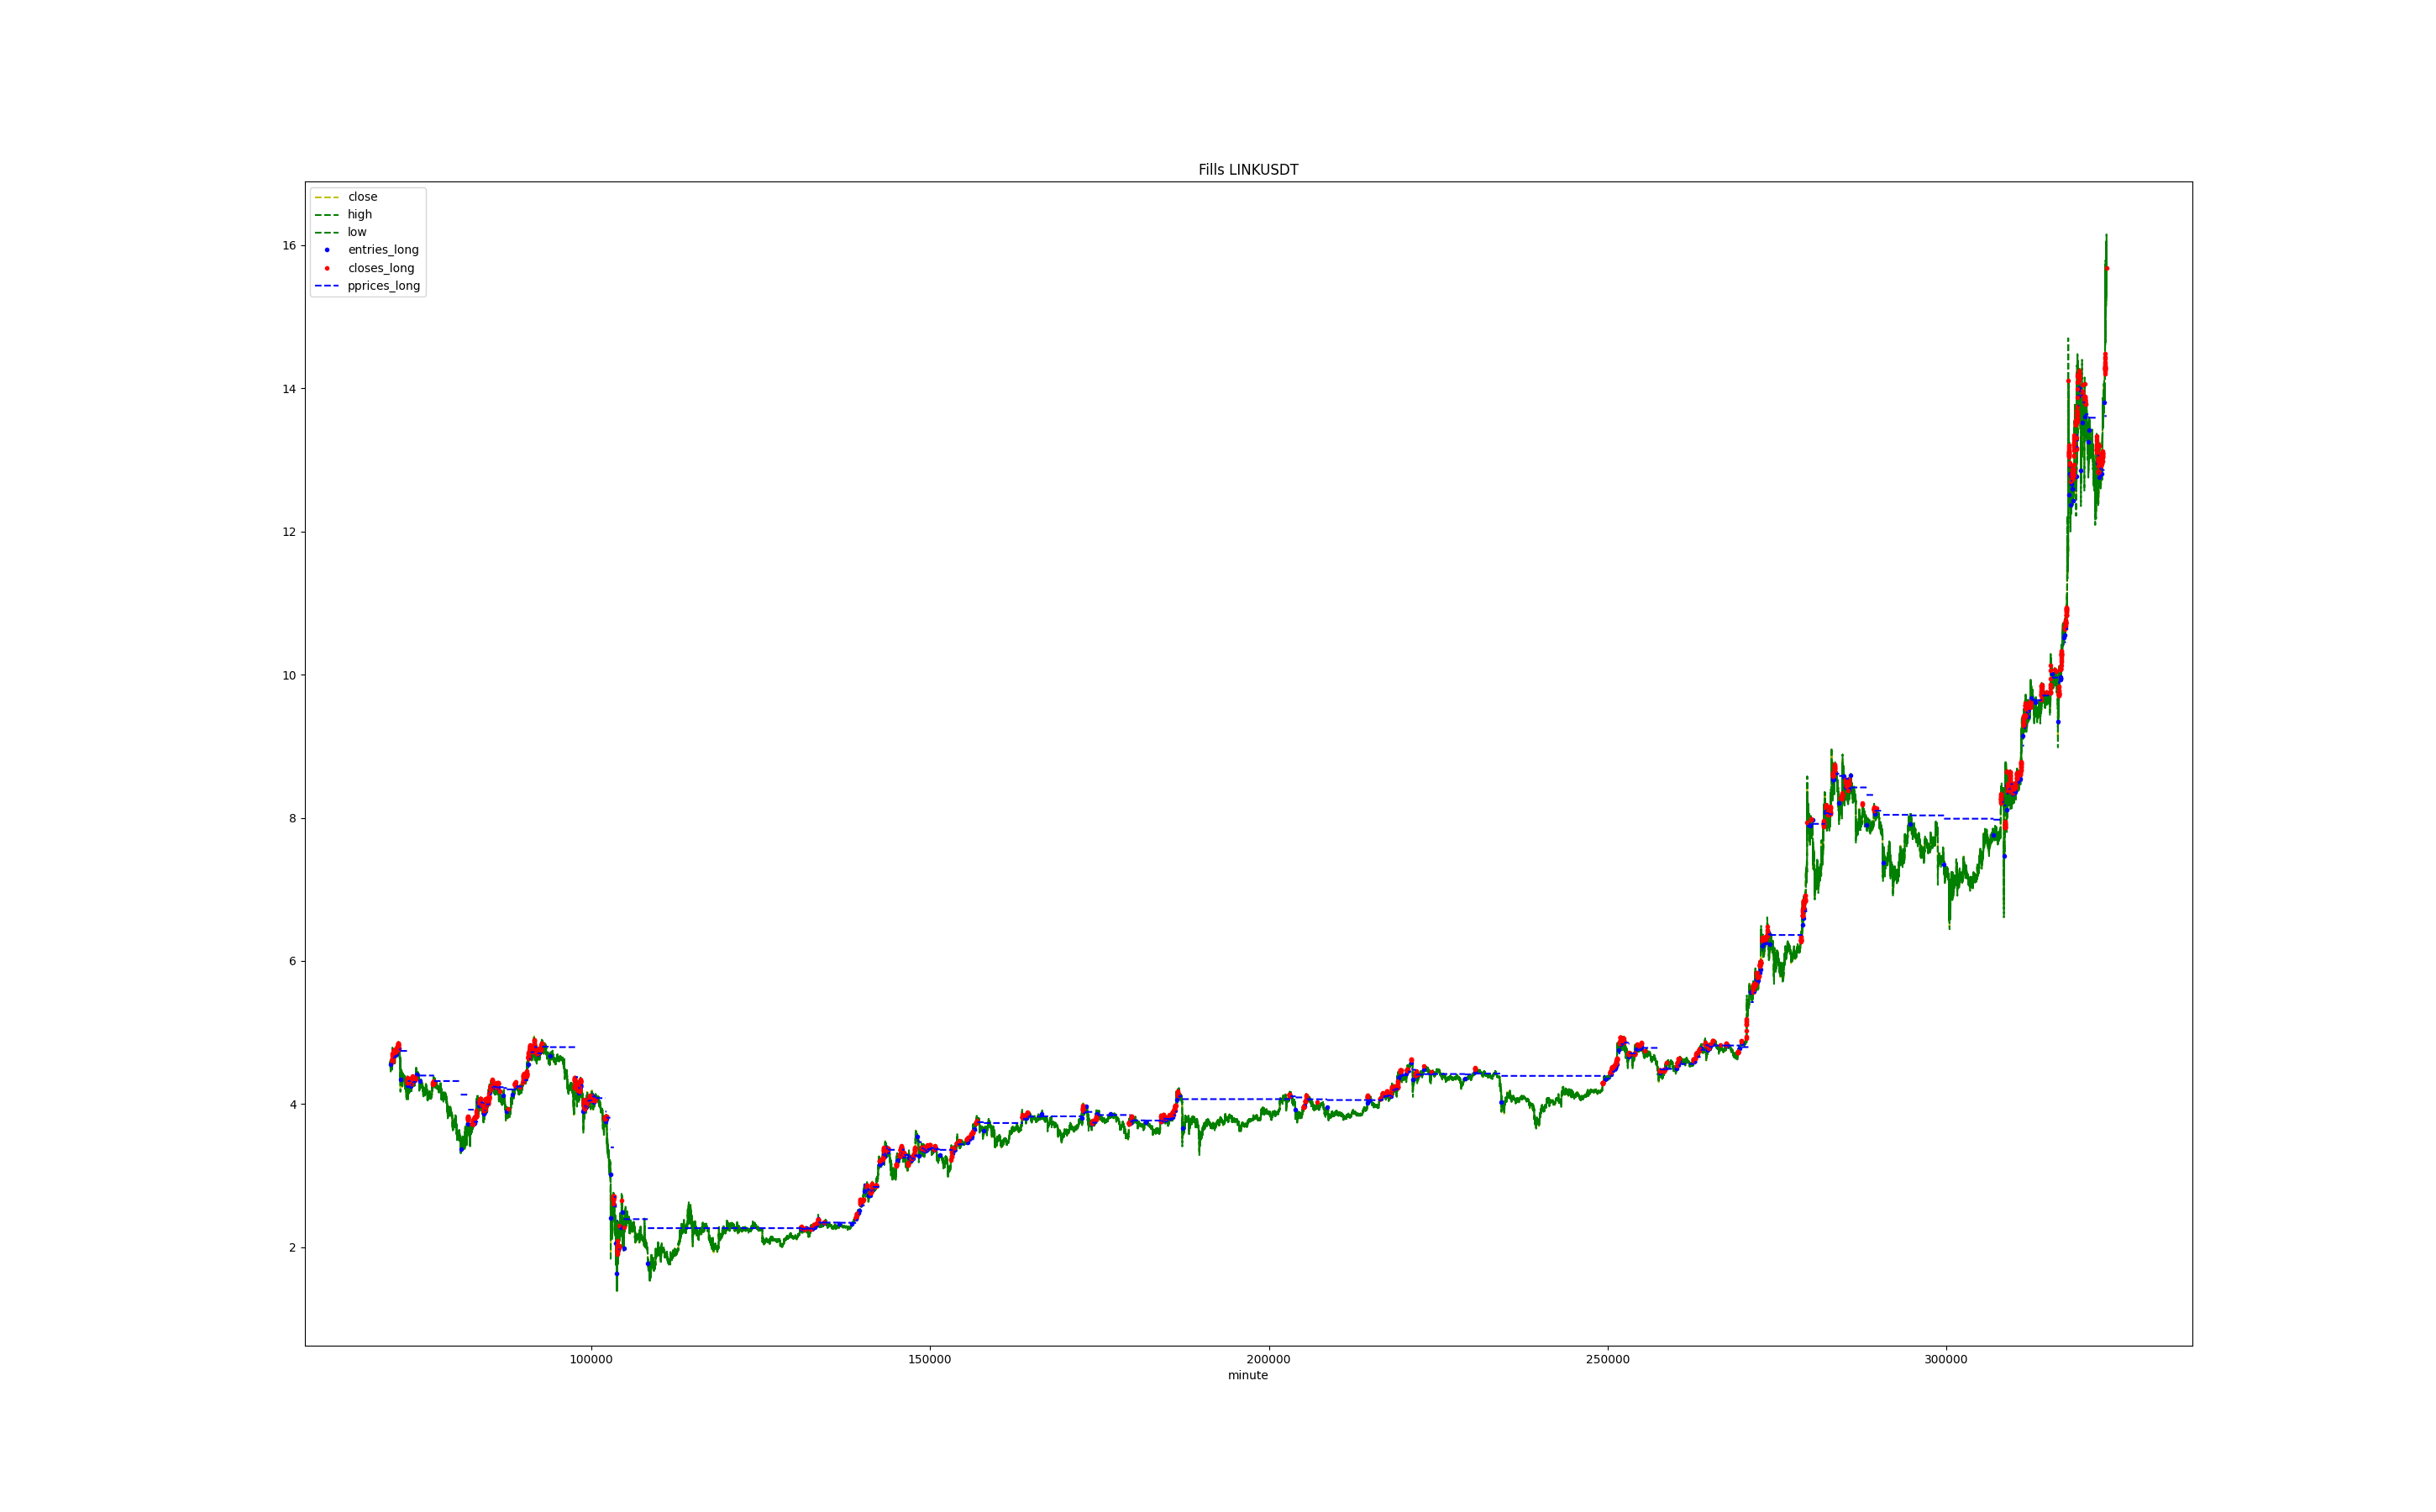 Fills LINKUSDT
close
high
low
entries_long
closes_long
pprices_long
16
14
12
10
8
6
4
2
100000 150000 200000 250000 300000
minute